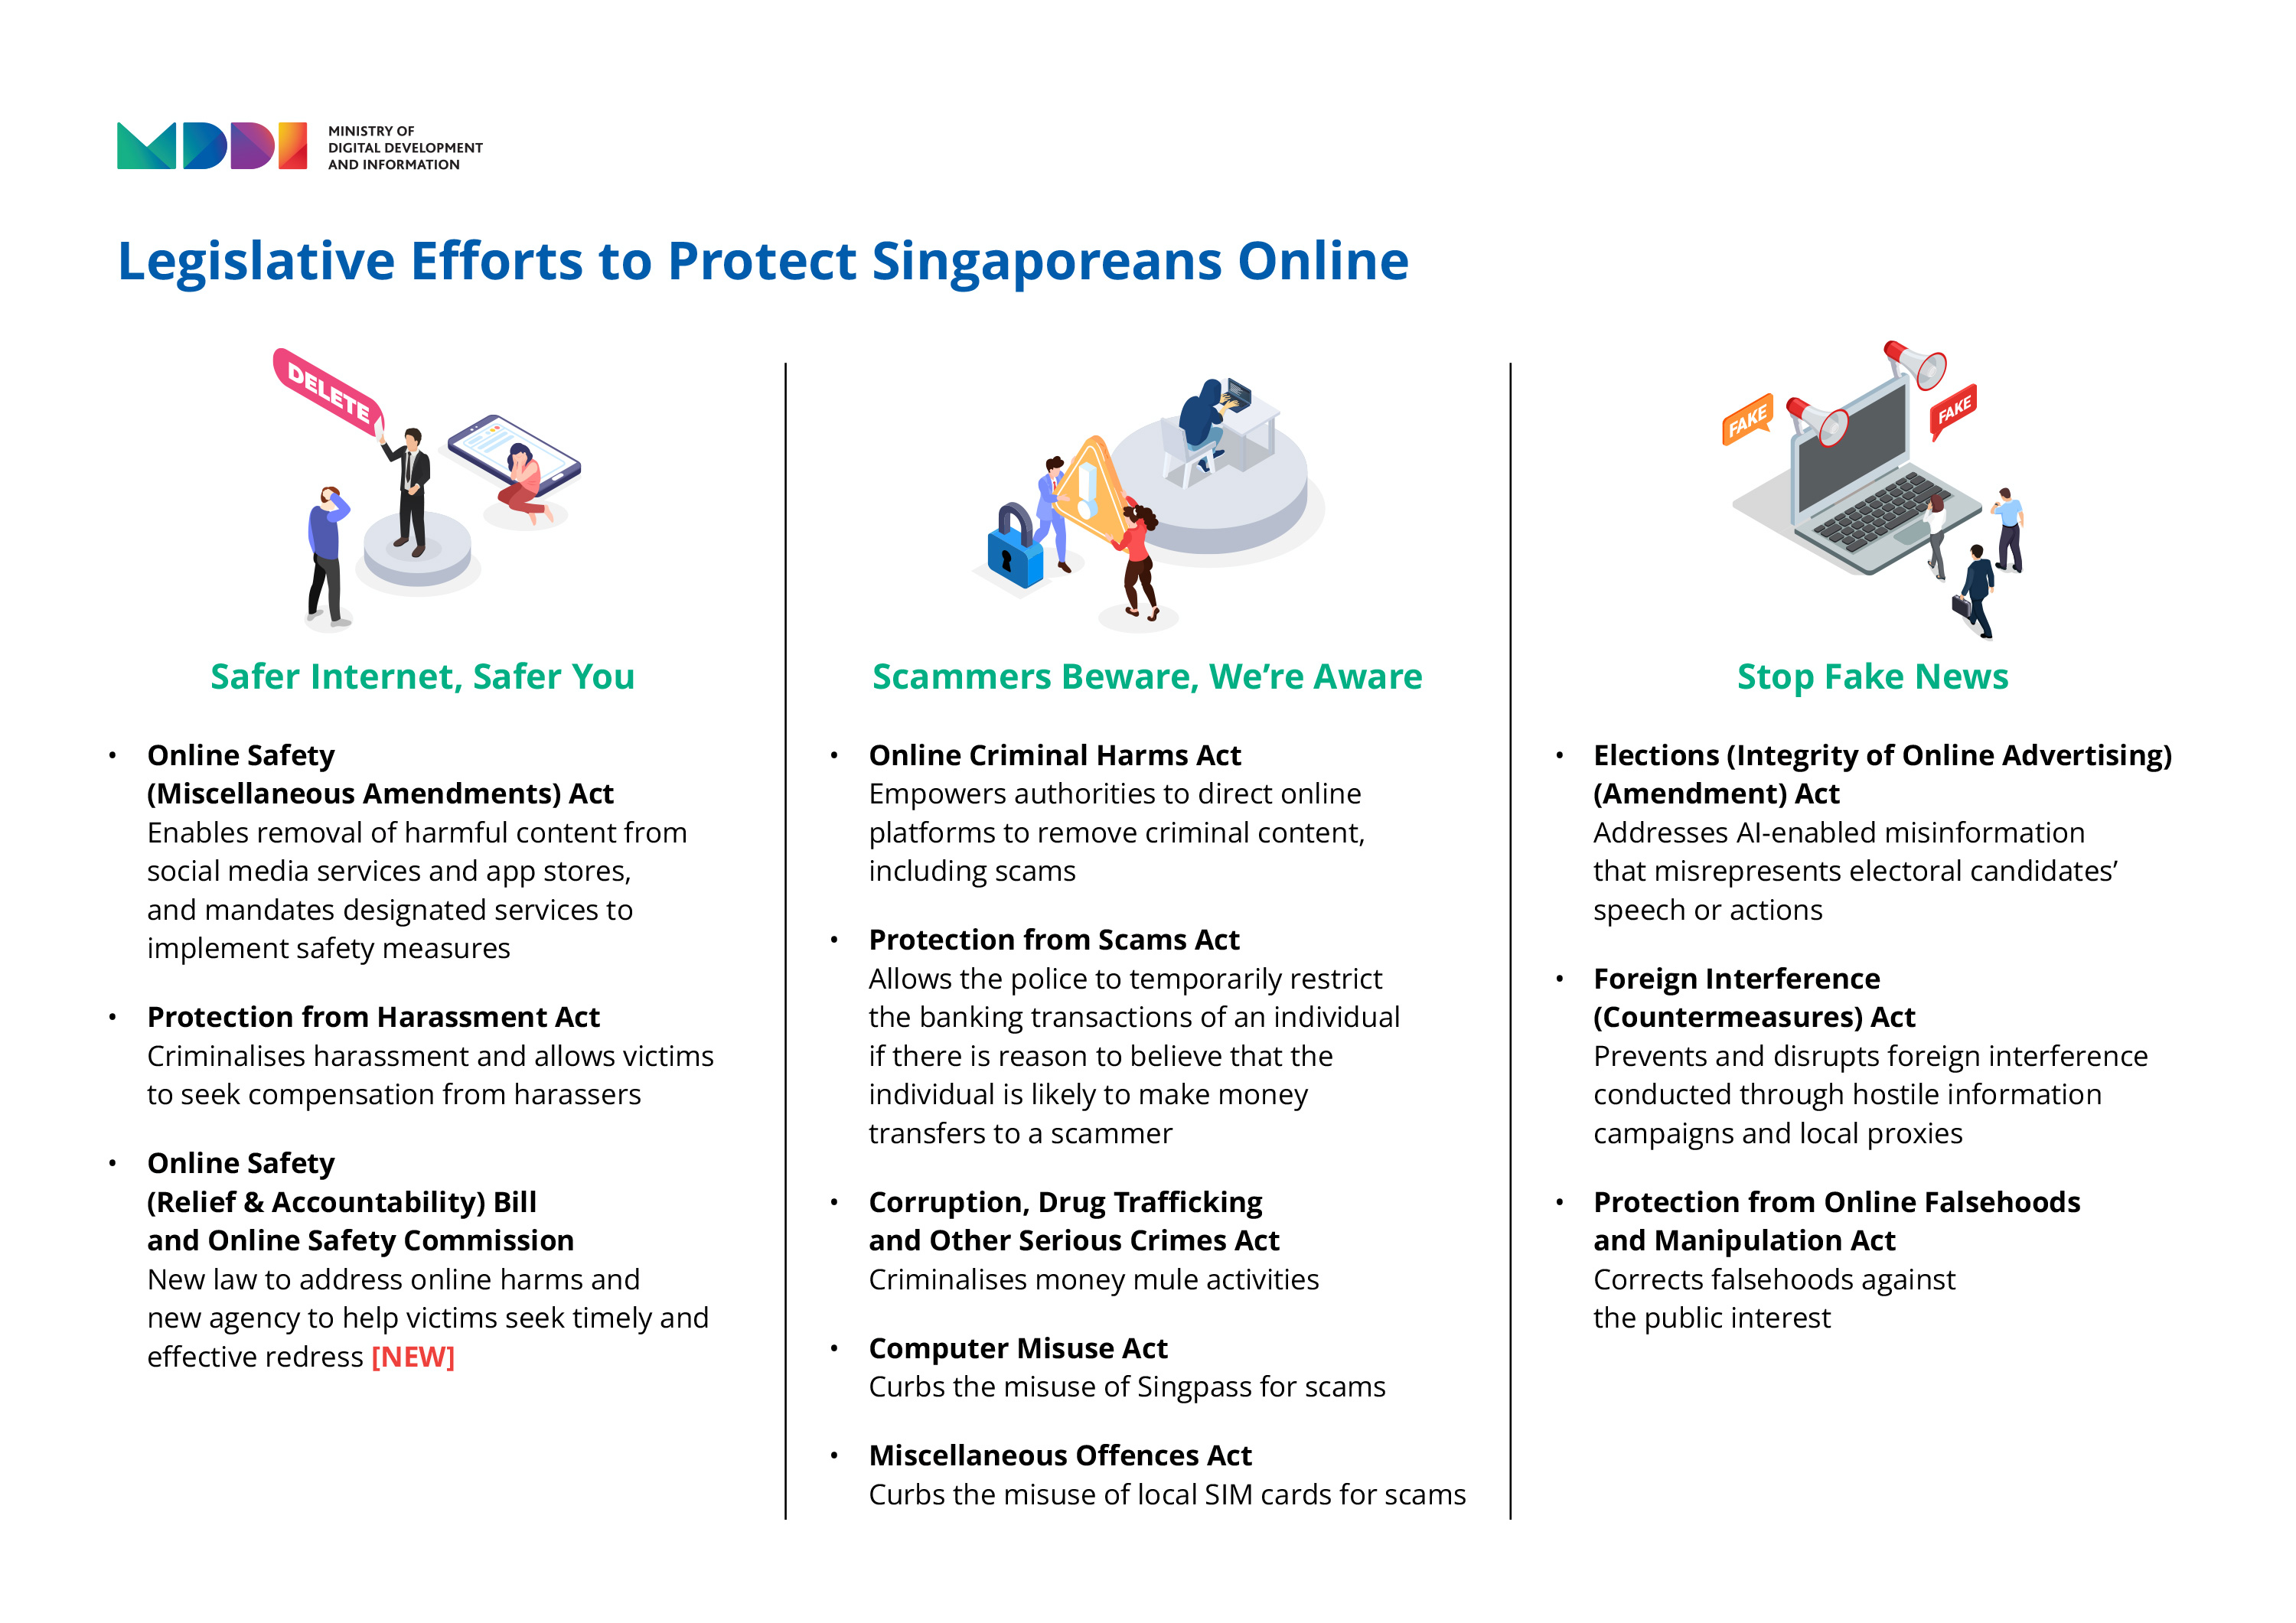 MDDI
MINISTRY OF
DIGITAL DEVELOPMENT
AND INFORMATION
Legislative Efforts to Protect Singaporeans Online
DELETE
Safer Internet, Safer You
• Online Safety
(Miscellaneous Amendments) Act
Enables removal of harmful content from
social media services and app stores,
and mandates designated services to
implement safety measures
• Protection from Harassment Act
Criminalises harassment and allows victims
to seek compensation from harassers
• Online Safety
(Relief & Accountability) Bill
and Online Safety Commission
New law to address online harms and
new agency to help victims seek timely and
effective redress [NEW]
Scammers Beware, We’re Aware
• Online Criminal Harms Act
Empowers authorities to direct online
platforms to remove criminal content,
including scams
• Protection from Scams Act
Allows the police to temporarily restrict
the banking transactions of an individual
if there is reason to believe that the
individual is likely to make money
transfers to a scammer
• Corruption, Drug Trafficking
and Other Serious Crimes Act
Criminalises money mule activities
• Computer Misuse Act
Curbs the misuse of Singpass for scams
• Miscellaneous Offences Act
Curbs the misuse of local SIM cards for scams
FAKE
FAKE
Stop Fake News
• Elections (Integrity of Online Advertising)
(Amendment) Act
Addresses AI-enabled misinformation
that misrepresents electoral candidates’
speech or actions
• Foreign Interference
(Countermeasures) Act
Prevents and disrupts foreign interference
conducted through hostile information
campaigns and local proxies
• Protection from Online Falsehoods
and Manipulation Act
Corrects falsehoods against
the public interest